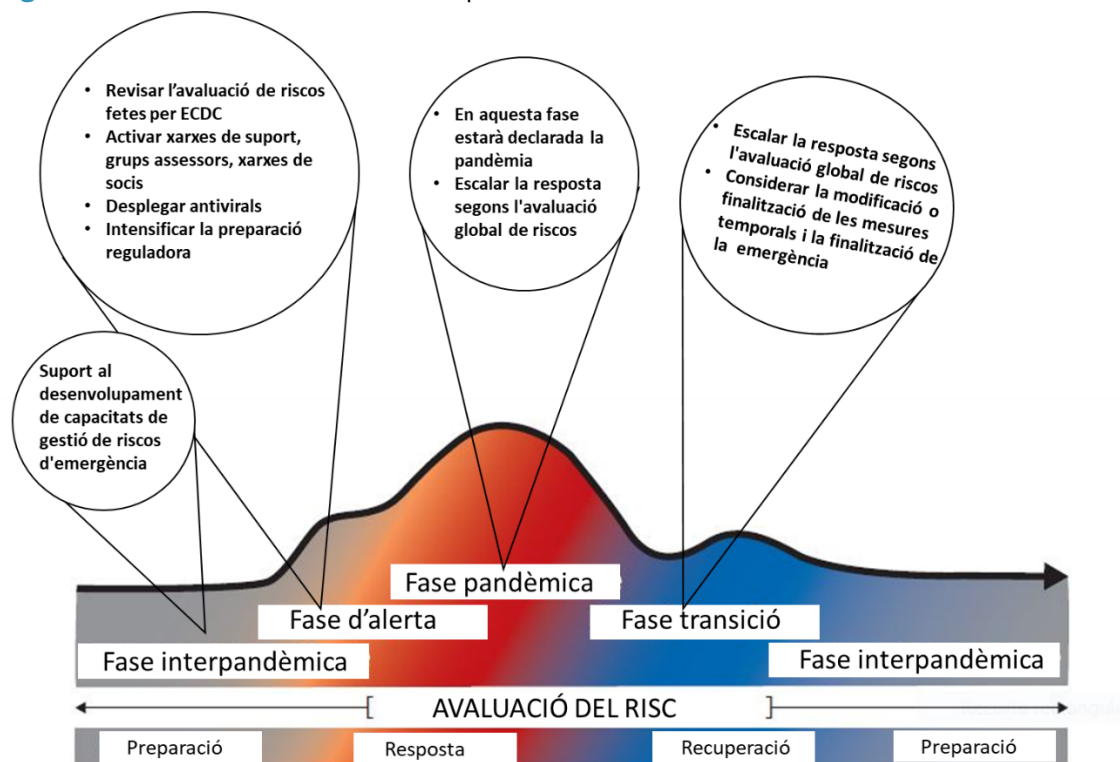 • Revisar l'avaluació de riscos
fetes per ECDC
• Activar xarxes de suport,
grups assessors, xarxes de
socis
• Desplegar antivirals
• Intensificar la preparació
reguladora
• En aquesta fase
estarà declarada la
pandèmia
• Escalar la resposta
segons l'avaluació
global de riscos
• Escalar la resposta segons
l'avaluació global de riscos
• Considerar la modificació o
finalització de les mesures
temporals i la finalització de
la emergència
Suport al
desenvolupament
de capacitats de
gestió de riscos
d'emergència
Fase pandèmica
Fase d'alerta
Fase transició
Fase interpandèmica
Fase interpandèmica
AVALUACIÓ DEL RISC
Preparació
Resposta
Recuperació
Preparació